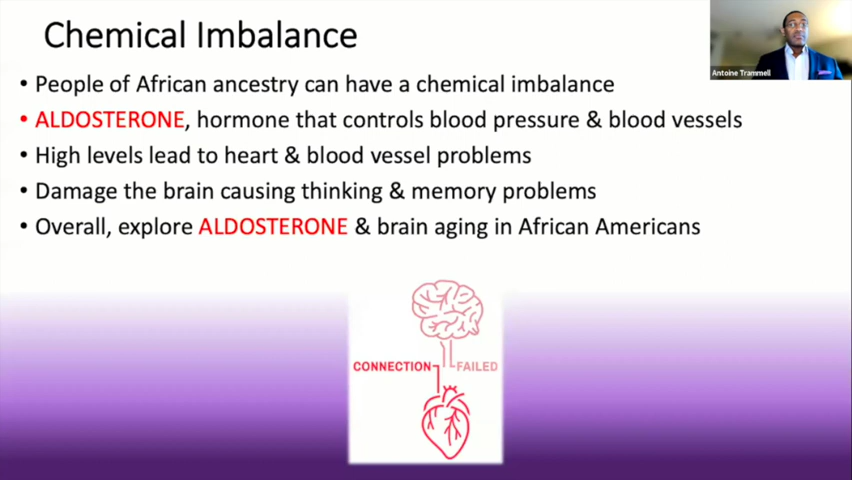 Chemical Imbalance
Antoine Trammell
• People of African ancestry can have a chemical imbalance
• ALDOSTERONE, hormone that controls blood pressure & blood vessels
• High levels lead to heart & blood vessel problems
• Damage the brain causing thinking & memory problems
• Overall, explore ALDOSTERONE & brain aging in African Americans
CONNECTION FAILED